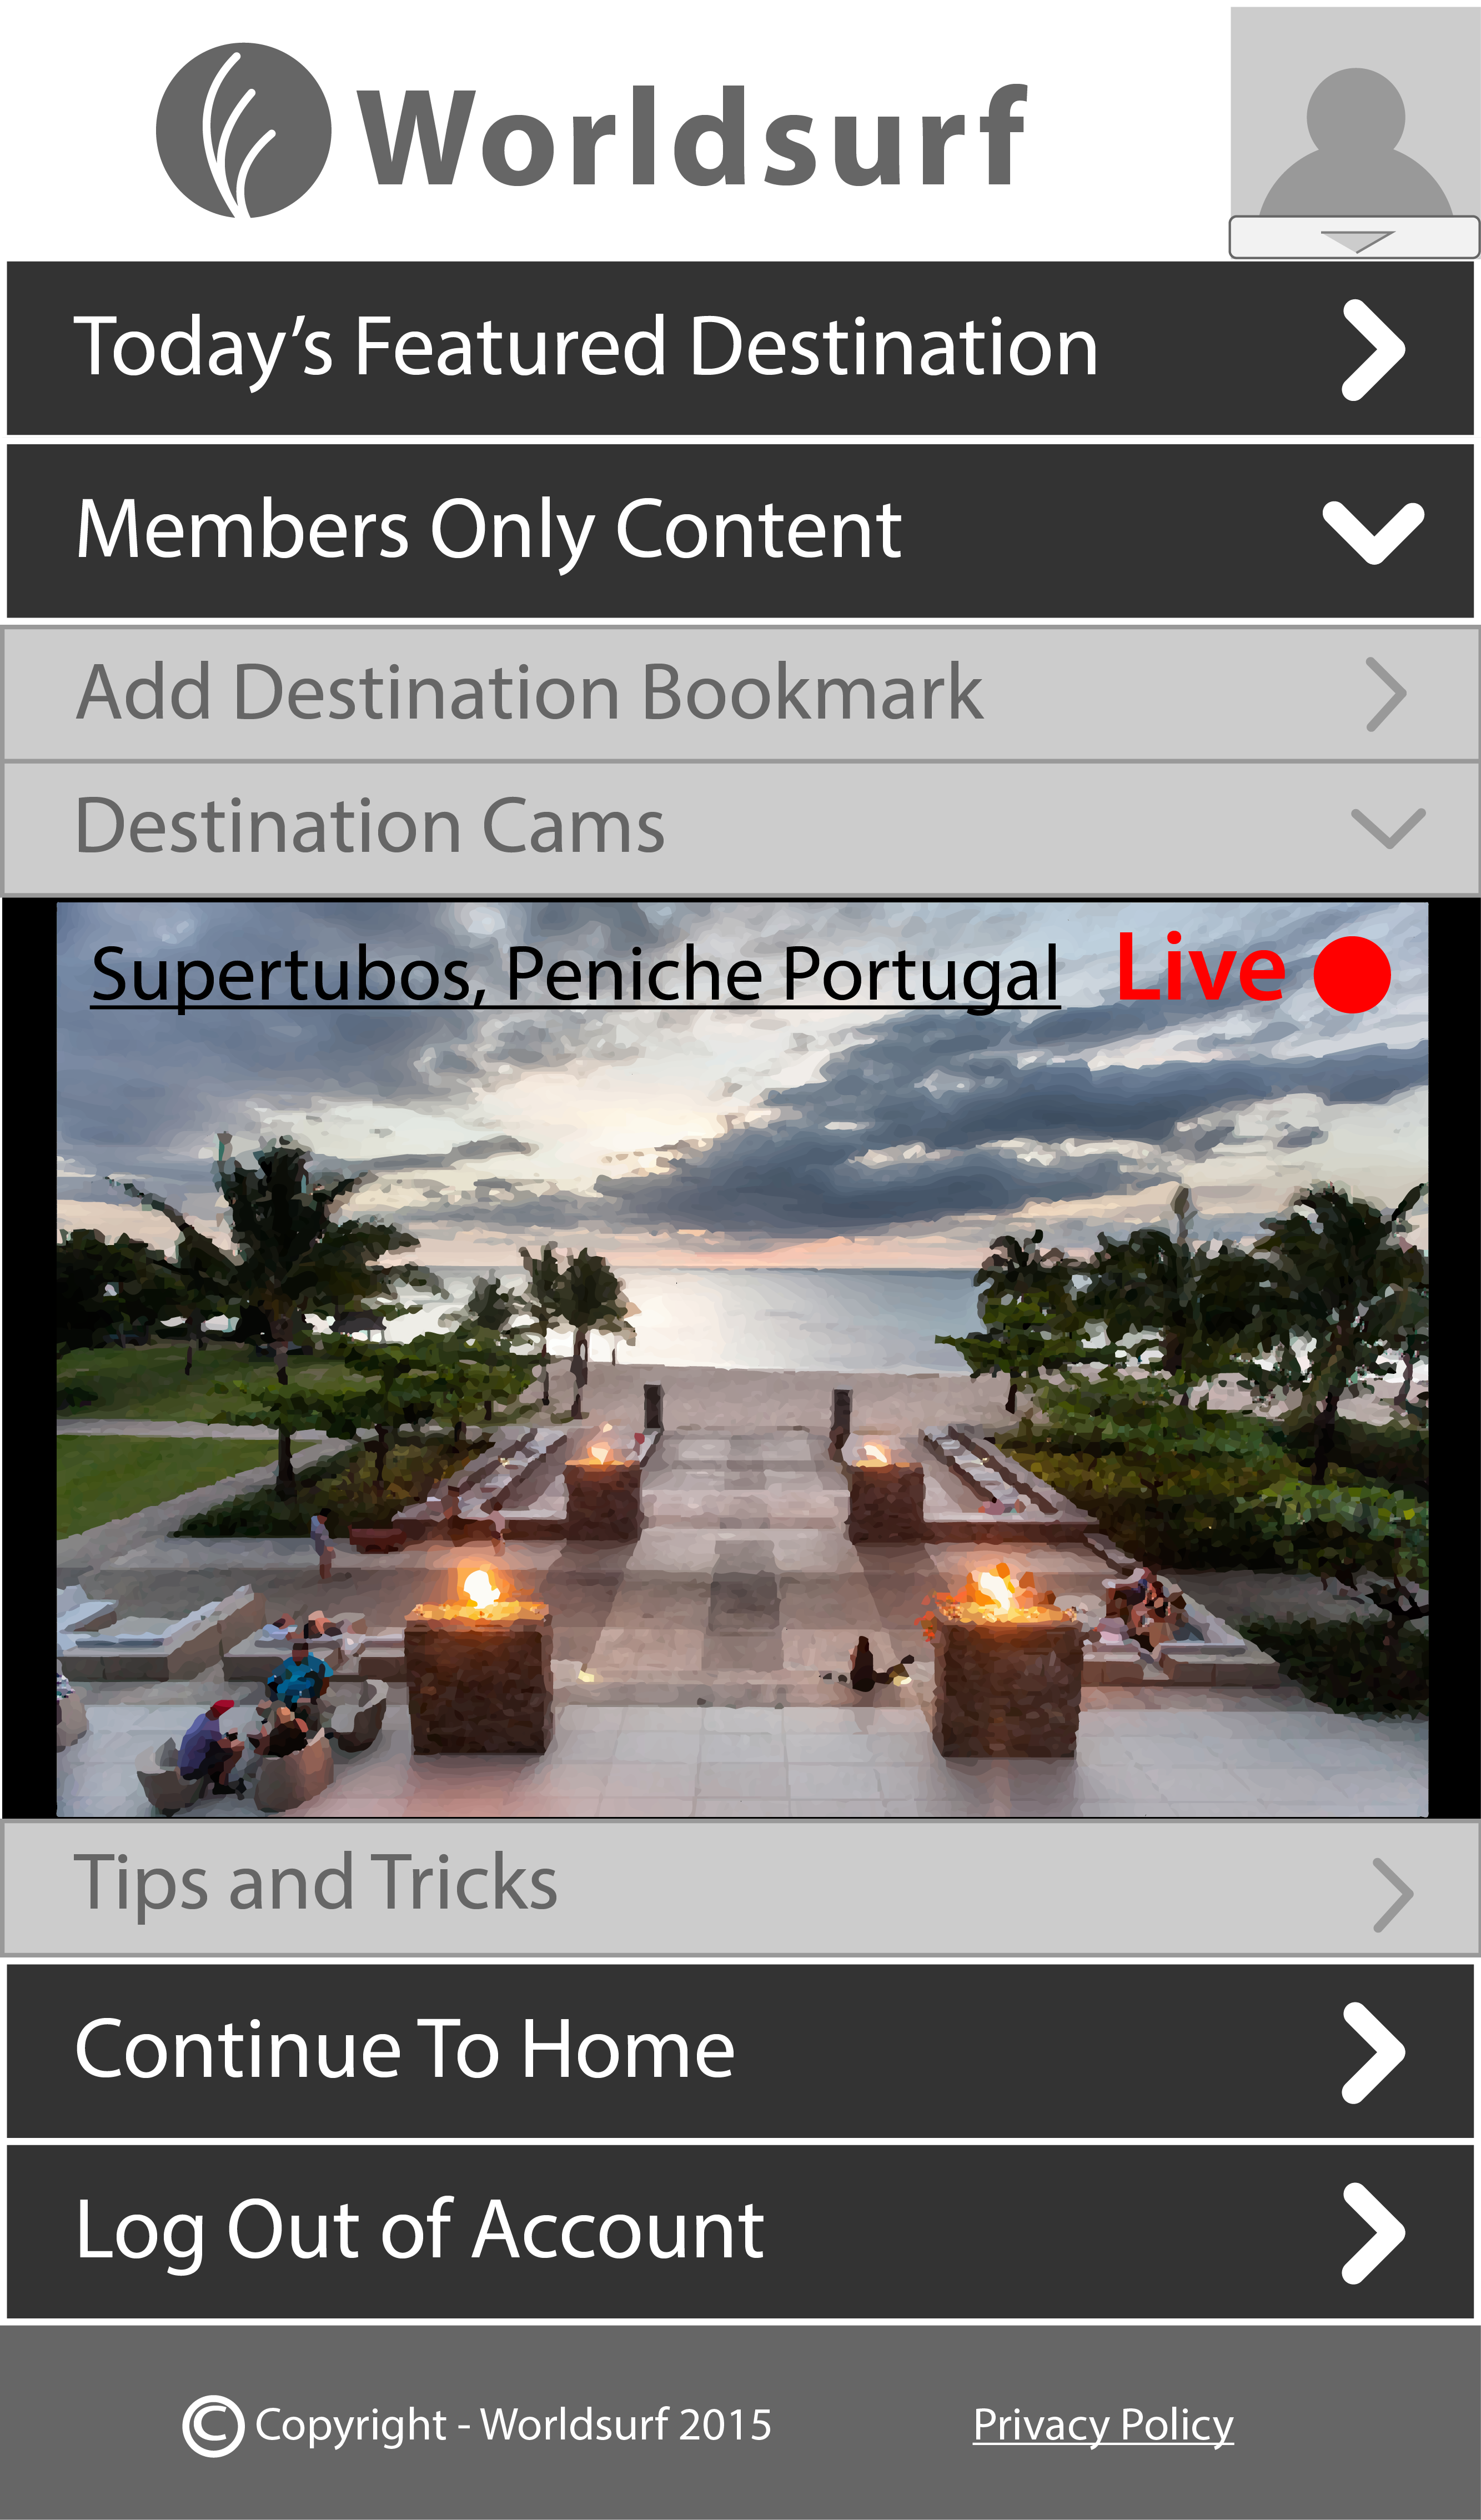 Worldsurf
Today’s Featured Destination
Members Only Content
Add Destination Bookmark
Destination Cams
Supertubos, Peniche Portugal Live
Tips and Tricks
Continue To Home
Log Out of Account
© Copyright - Worldsurf 2015 Privacy Policy